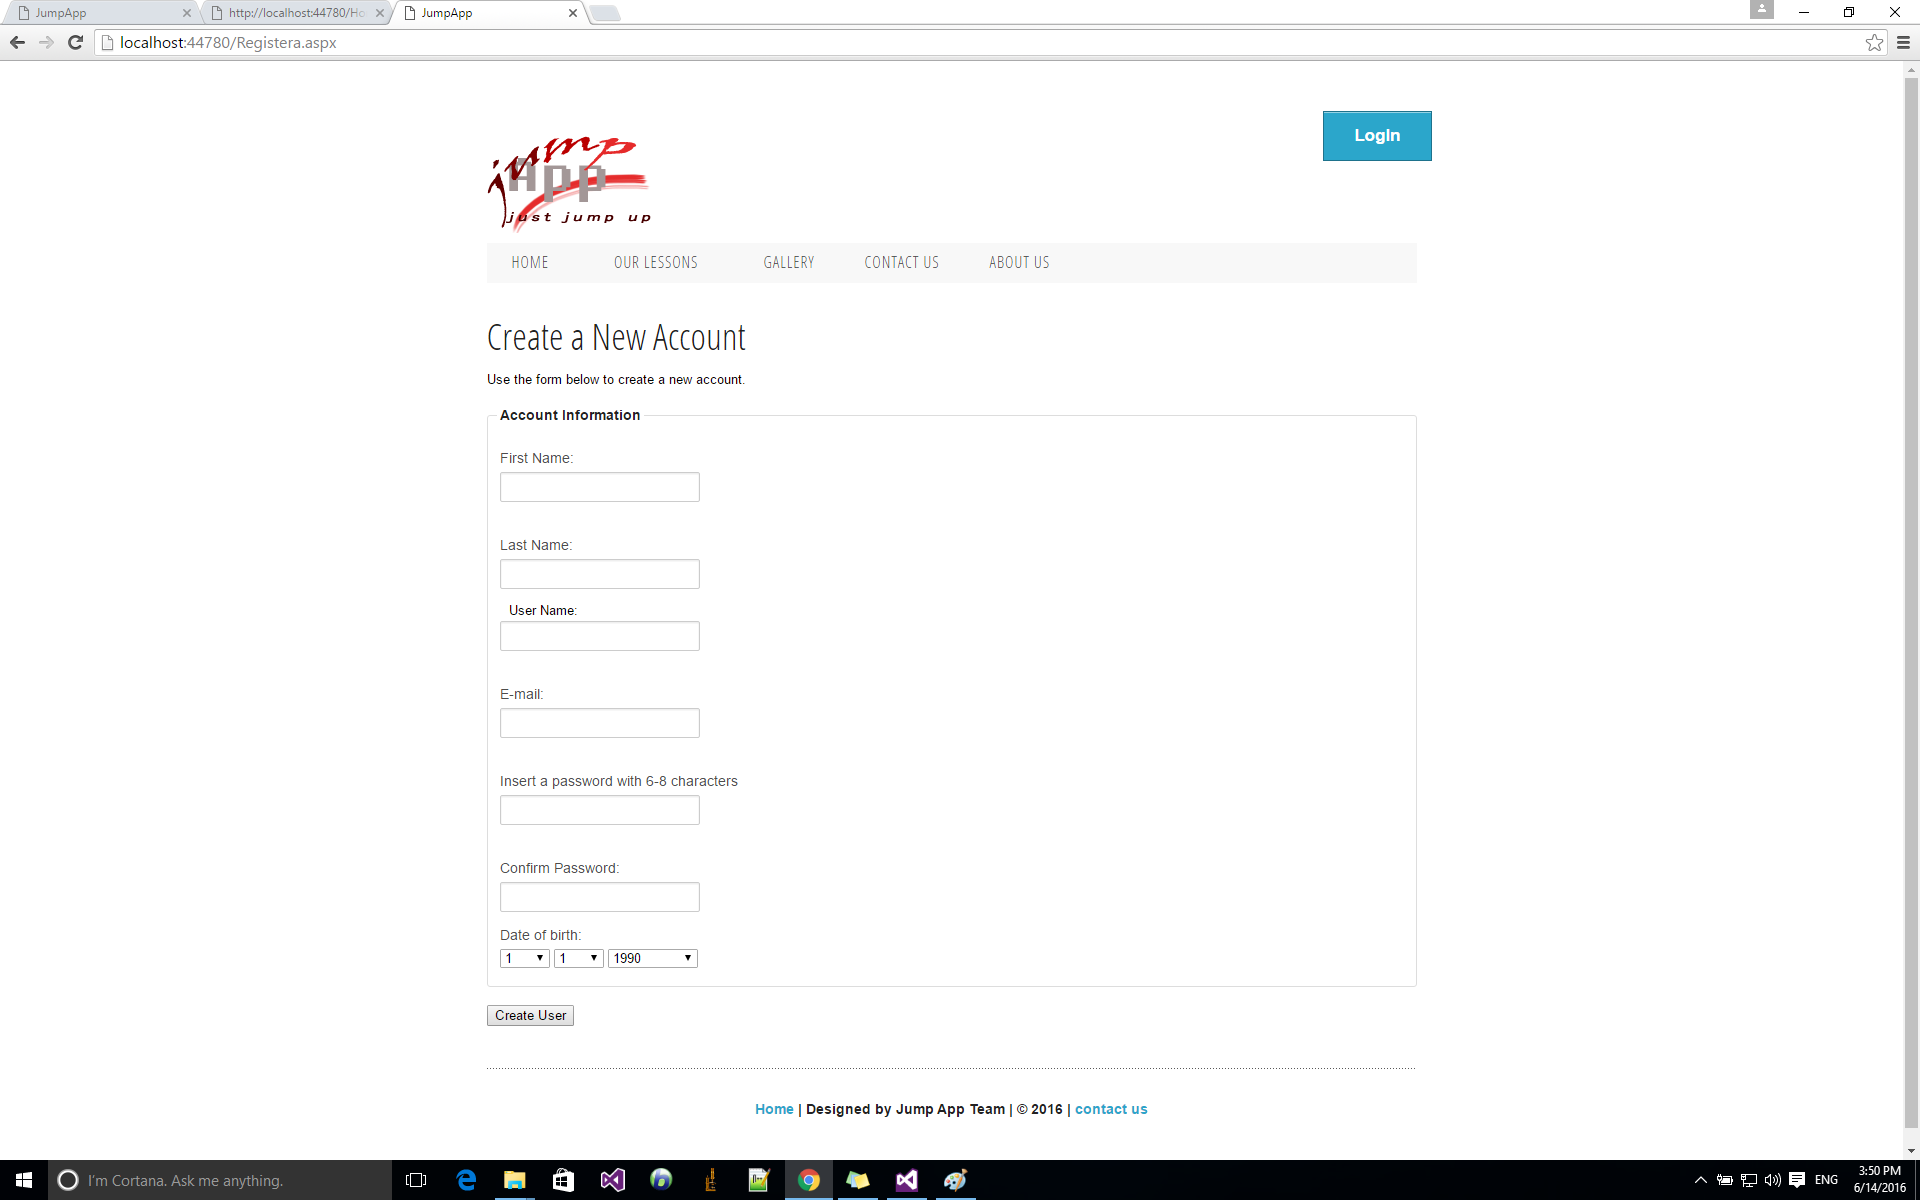 JumpApp
http://localhost:44780/Ho
JumpApp
localhost:44780/Registera.aspx
LogIn
jump
App
just jump up
HOME
OUR LESSONS
GALLERY
CONTACT US
ABOUT US
Create a New Account
Use the form below to create a new account.
Account Information
First Name:
Last Name:
User Name:
E-mail:
Insert a password with 6-8 characters
Confirm Password:
Date of birth:
1 1 1990
Create User
Home | Designed by Jump App Team | © 2016 | contact us
I'm Cortana. Ask me anything.
ENG
3:50 PM
6/14/2016